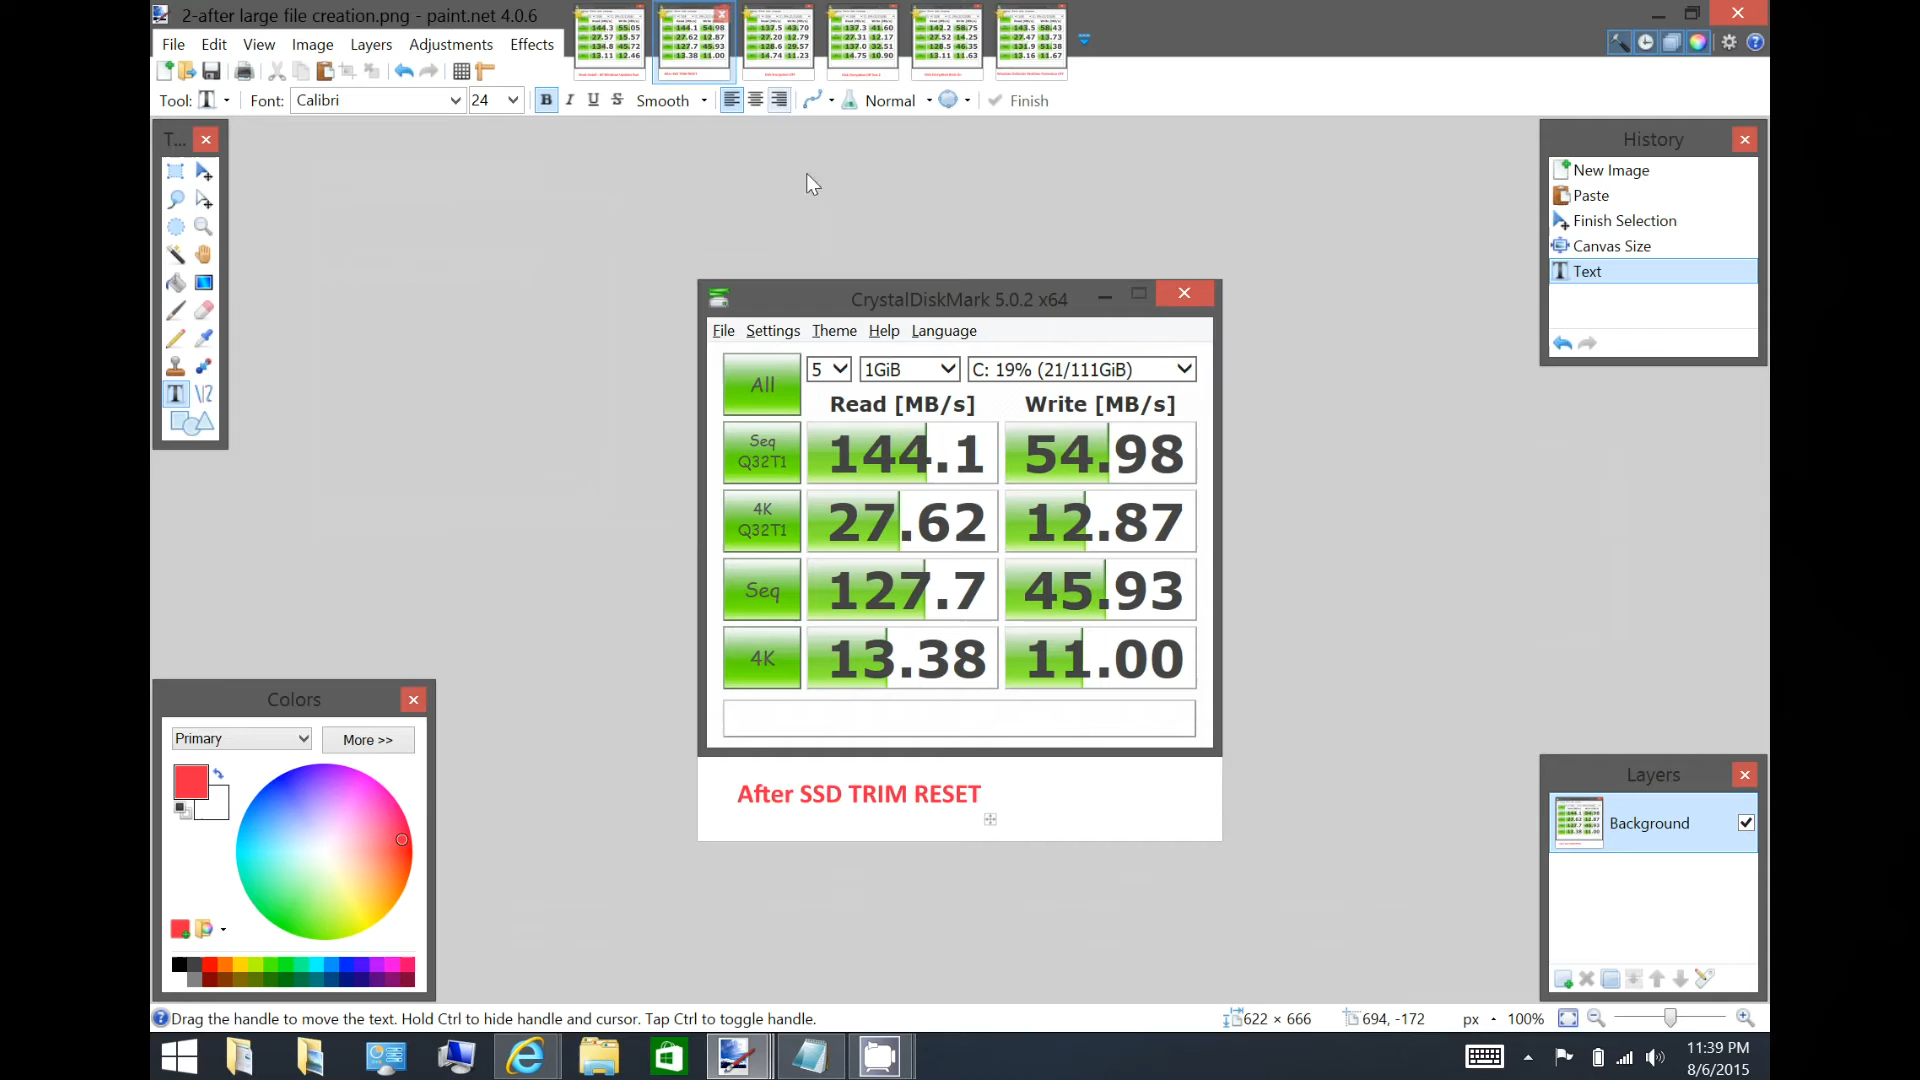 2-after large file creation.png - paint.net 4.0.6
File Edit View Image Layers Adjustments Effects
Tool: T Font: Calibri 24 B I U S Smooth Normal Finish
T...
History
New Image
Paste
Finish Selection
Canvas Size
Text
CrystalDiskMark 5.0.2 x64
File Settings Theme Help Language
All 5 1GiB C: 19% (21/111GiB)
Read [MB/s] Write [MB/s]
Seq Q32T1 144.1 54.98
4K Q32T1 27.62 12.87
Seq 127.7 45.93
4K 13.38 11.00
After SSD TRIM RESET
Colors
Primary More >>
Layers
Background
Drag the handle to move the text. Hold Ctrl to hide handle and cursor. Tap Ctrl to toggle handle.
622 × 666 694, -172 px 100%
11:39 PM
8/6/2015